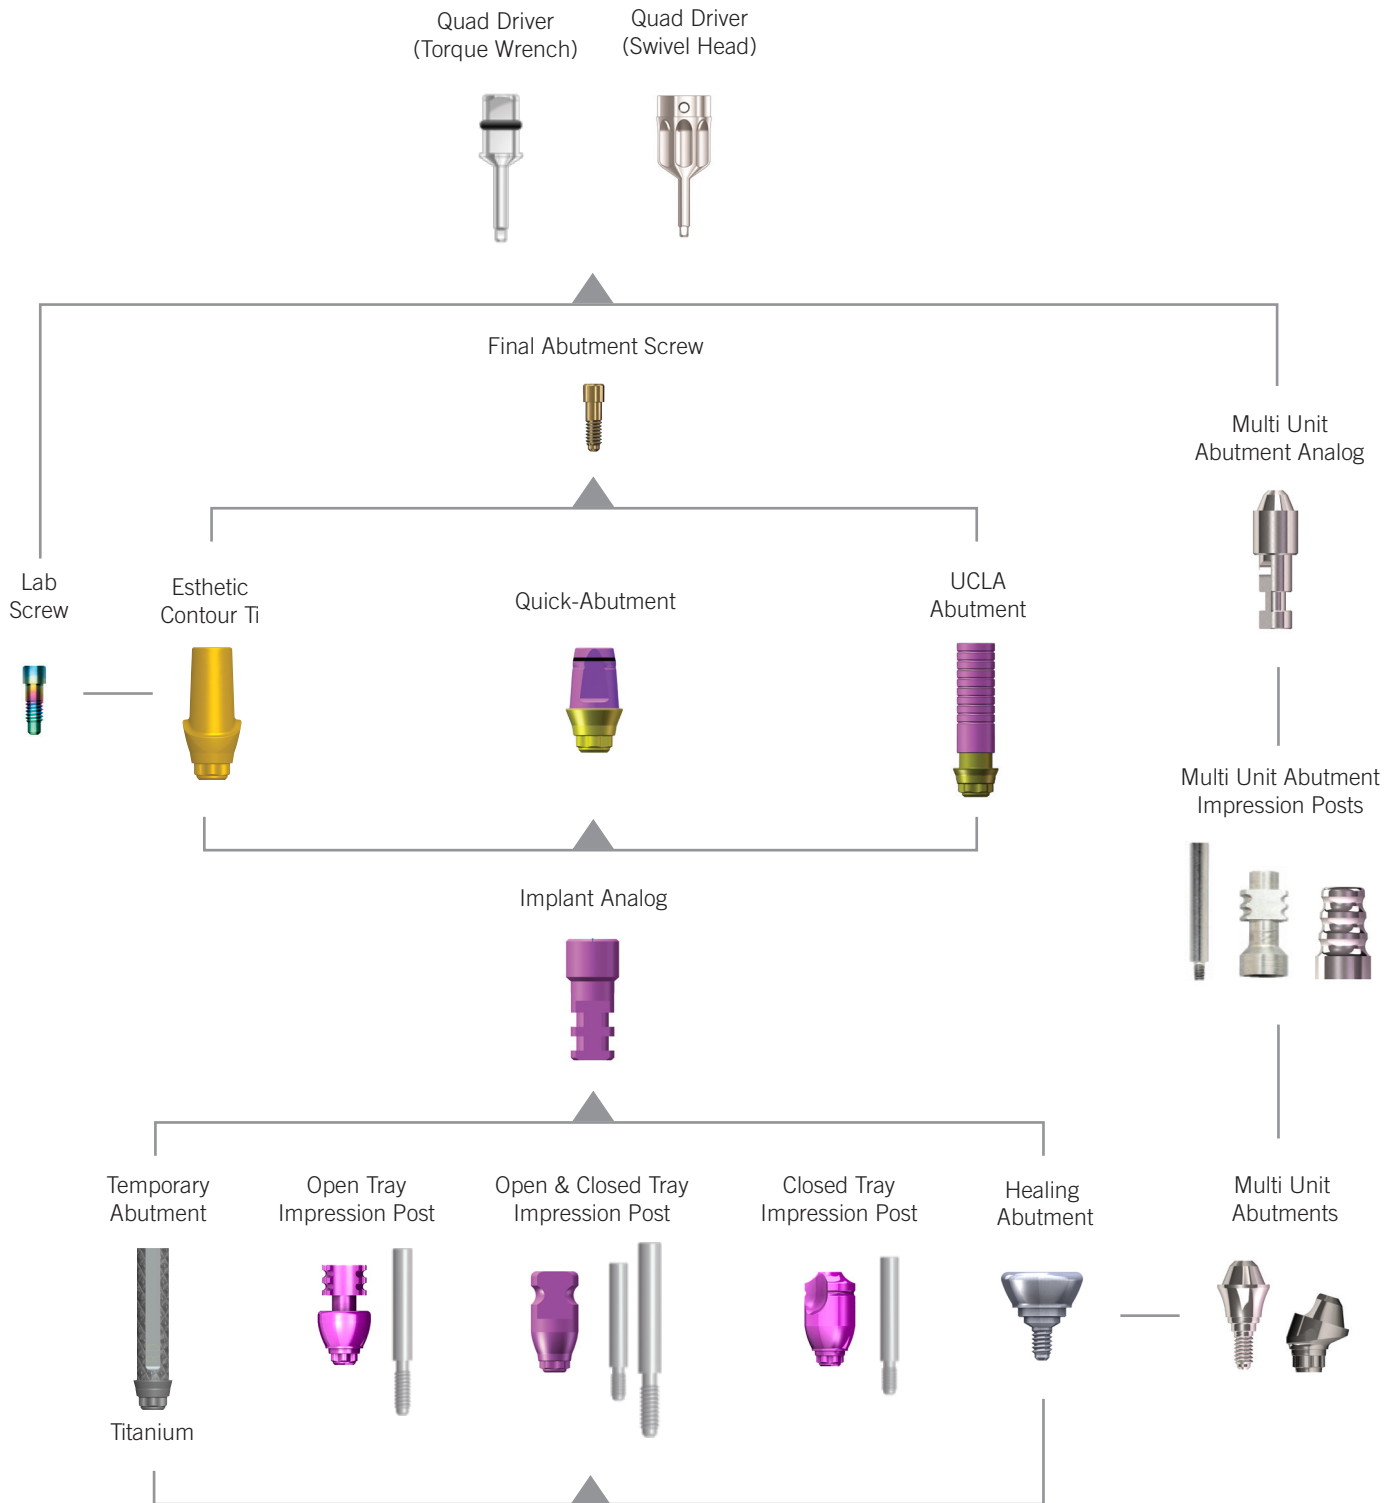 Quad Driver
(Torque Wrench)
Quad Driver
(Swivel Head)
Final Abutment Screw
Multi Unit
Abutment Analog
Lab
Screw
Esthetic
Contour Ti
Quick-Abutment
UCLA
Abutment
Multi Unit Abutment
Impression Posts
Implant Analog
Temporary
Abutment
Open Tray
Impression Post
Open & Closed Tray
Impression Post
Closed Tray
Impression Post
Healing
Abutment
Multi Unit
Abutments
Titanium